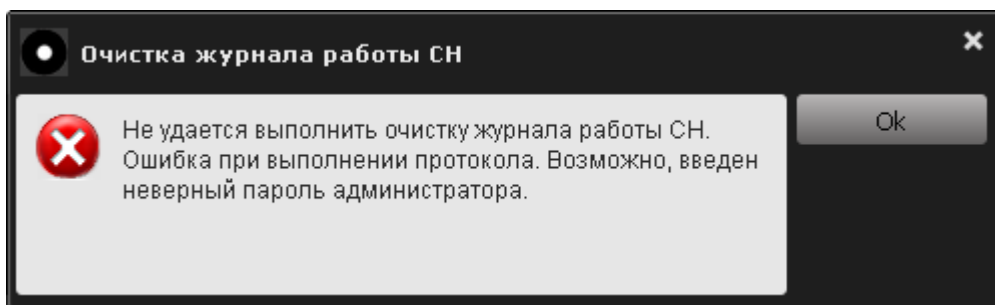 Очистка журнала работы СН
Не удается выполнить очистку журнала работы СН.
Ошибка при выполнении протокола. Возможно, введен
неверный пароль администратора.
Ok